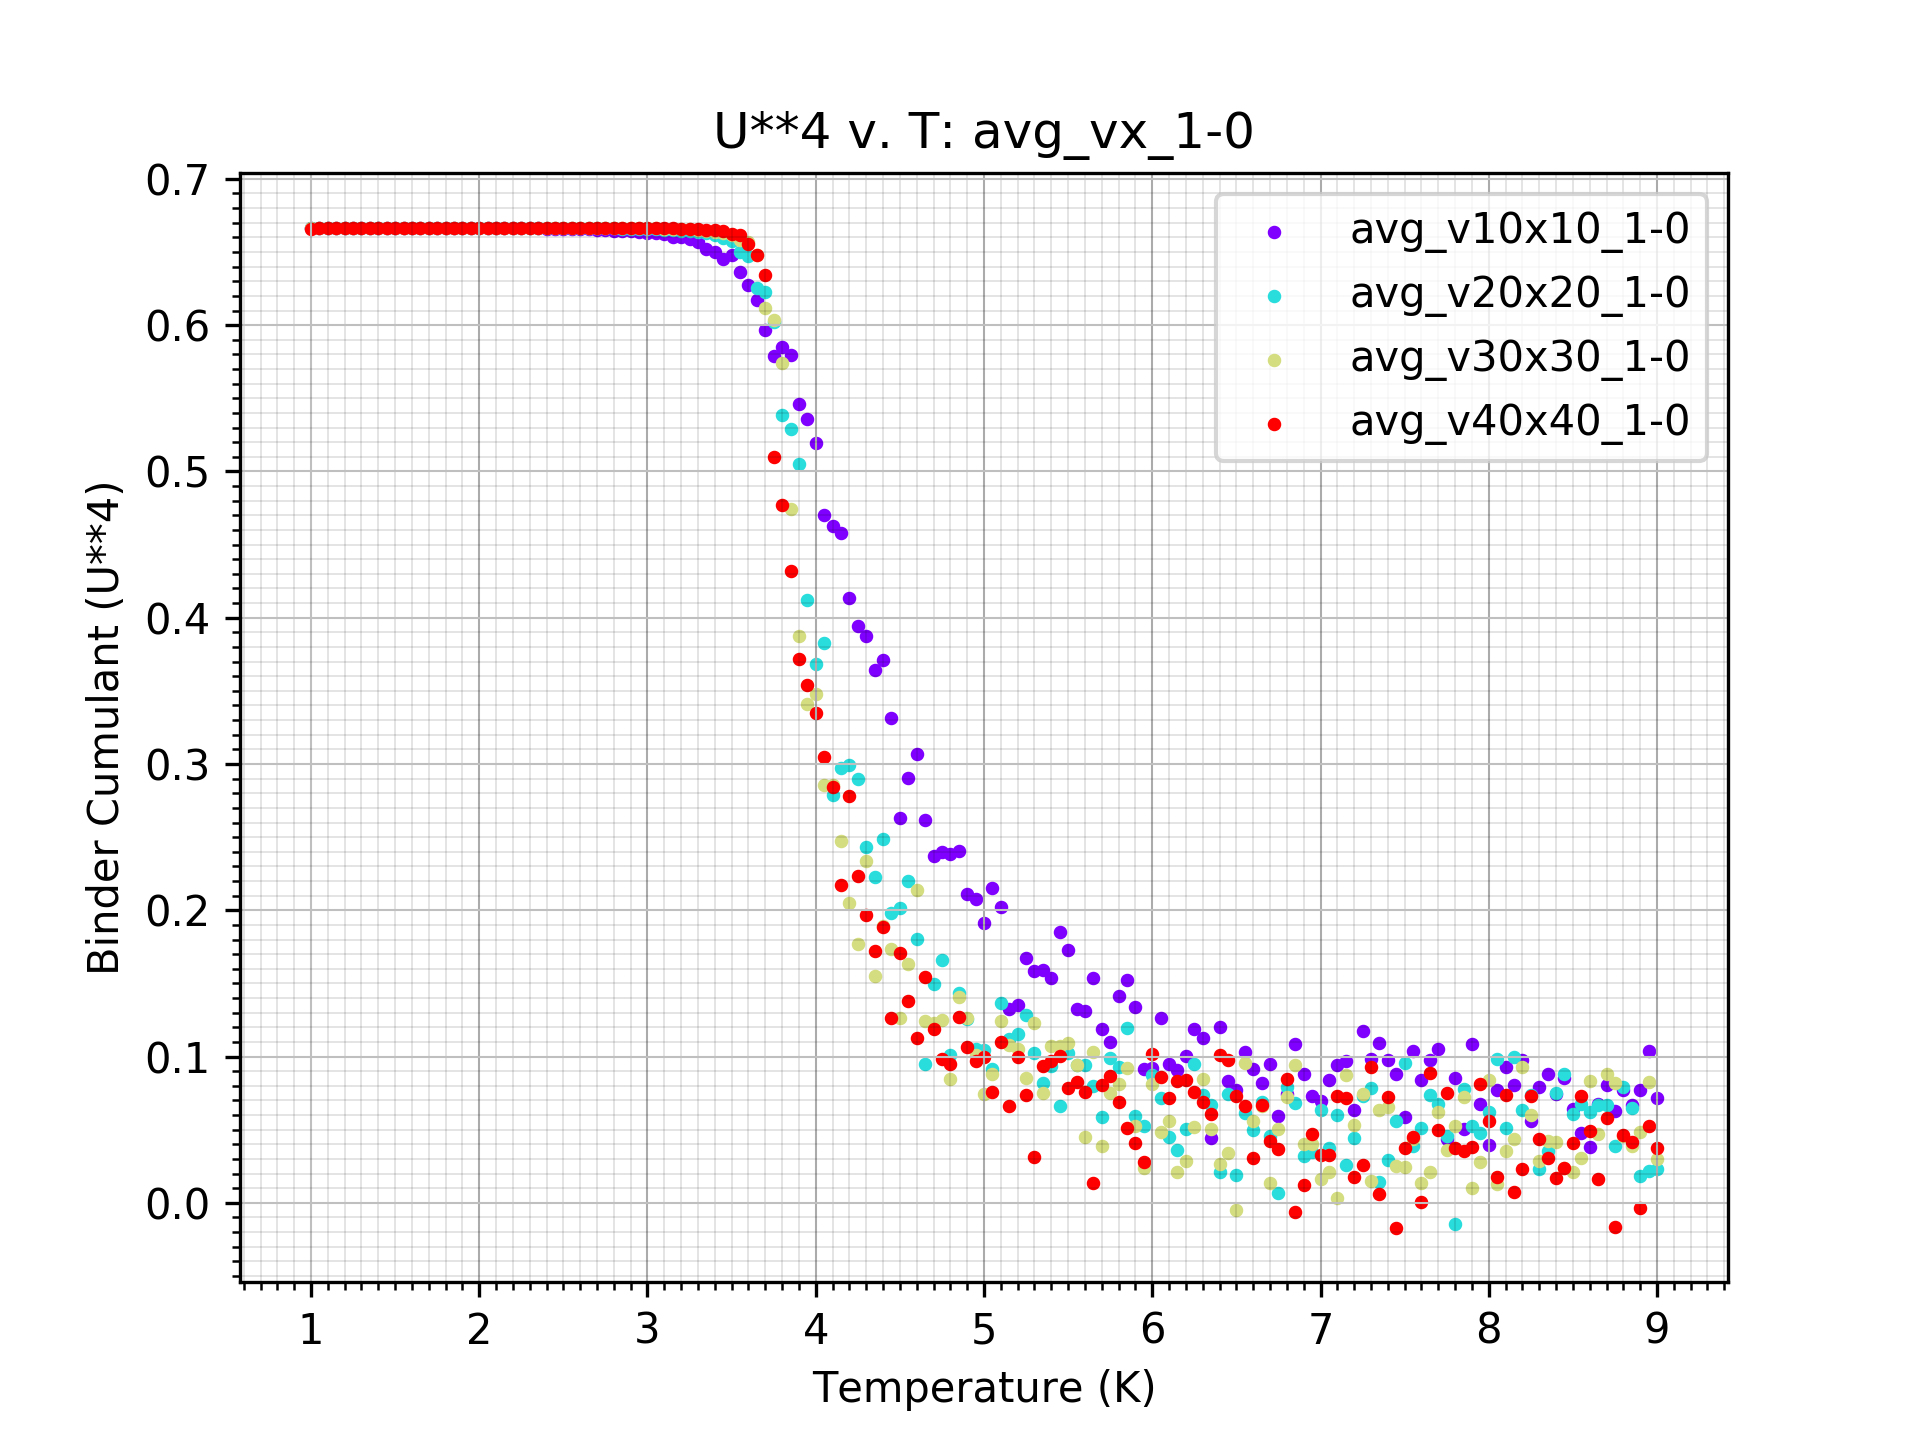 U**4 v. T: avg_vx_1-0
avg_v10x10_1-0
avg_v20x20_1-0
avg_v30x30_1-0
avg_v40x40_1-0
Binder Cumulant (U**4)
0.7
0.6
0.5
0.4
0.3
0.2
0.1
0.0
1 2 3 4 5 6 7 8 9
Temperature (K)